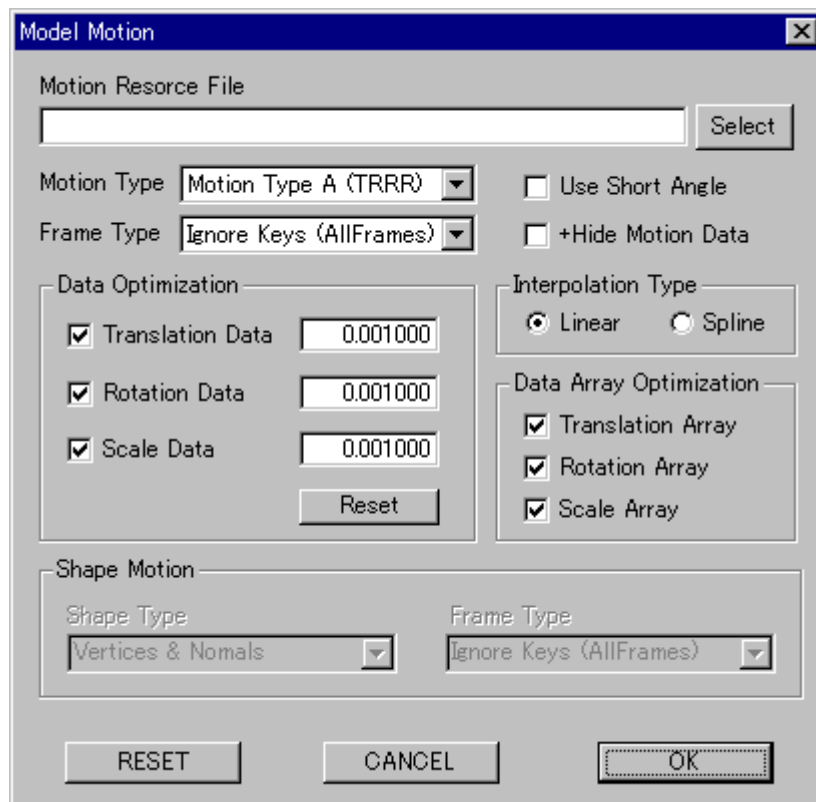 Model Motion
Motion Resorce File
Select
Motion Type Motion Type A (TRRR)
Use Short Angle
Frame Type Ignore Keys (AllFrames)
+Hide Motion Data
Data Optimization
Translation Data 0.001000
Rotation Data 0.001000
Scale Data 0.001000
Reset
Interpolation Type
Linear Spline
Data Array Optimization
Translation Array
Rotation Array
Scale Array
Shape Motion
Shape Type
Vertices & Nomals
Frame Type
Ignore Keys (AllFrames)
RESET CANCEL OK